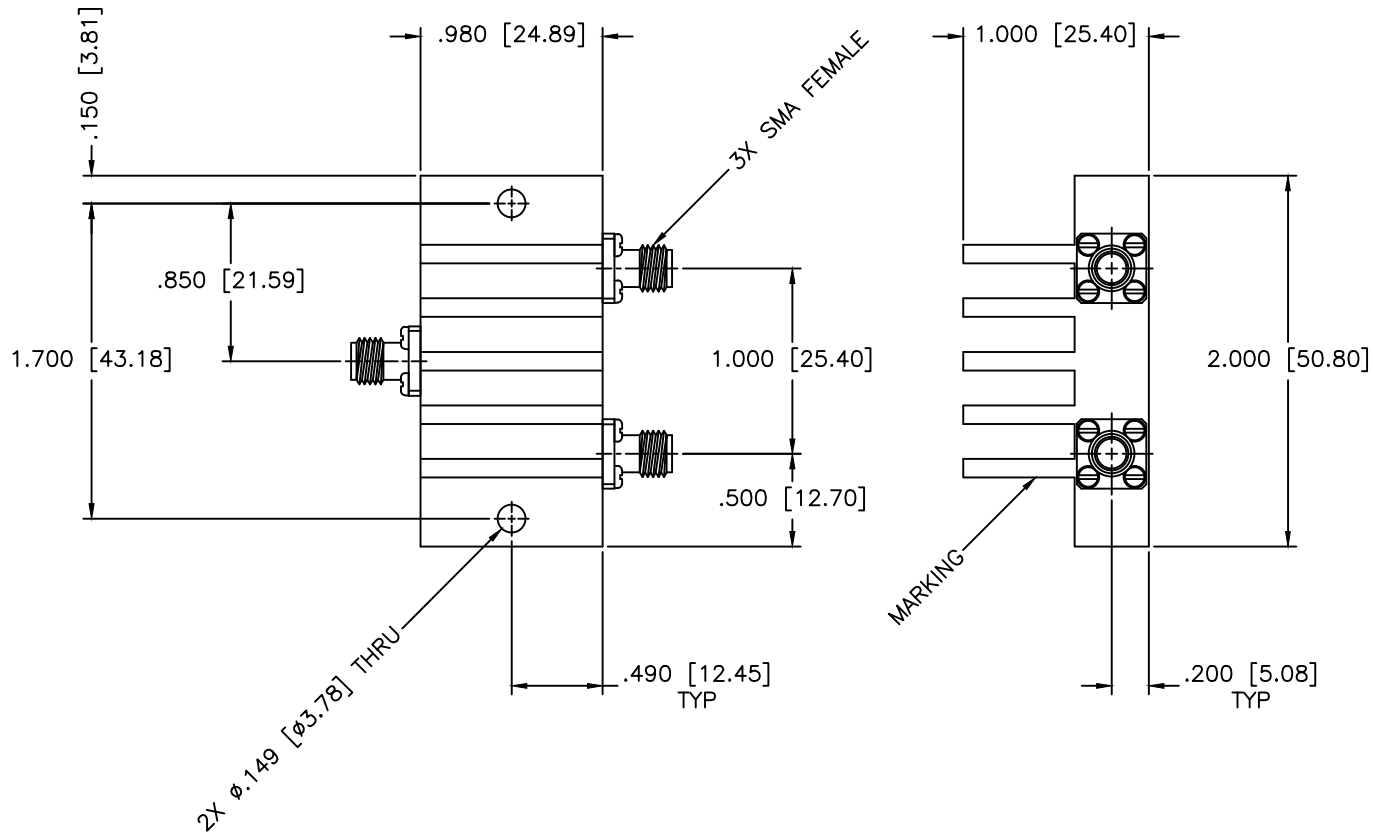 .150 [3.81]
.980 [24.89]
3X SMA FEMALE
1.000 [25.40]
.850 [21.59]
1.700 [43.18]
1.000 [25.40]
2.000 [50.80]
.500 [12.70]
MARKING
2X ø.149 [ø3.78] THRU
.490 [12.45]
TYP
.200 [5.08]
TYP